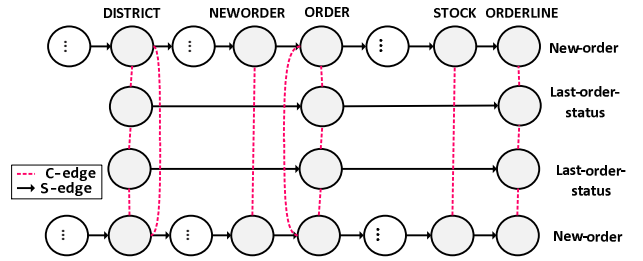 DISTRICT NEWORDER ORDER STOCK ORDERLINE
... ... ... New-order
Last-order-
status
C-edge
S-edge
Last-order-
status
... ... ... New-order